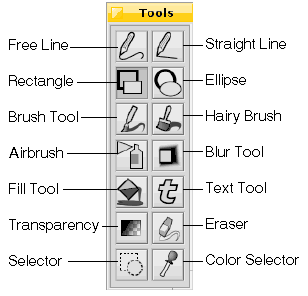 Tools
Free Line Straight Line
Rectangle Ellipse
Brush Tool Hairy Brush
Airbrush Blur Tool
Fill Tool Text Tool
Transparency Eraser
Selector Color Selector